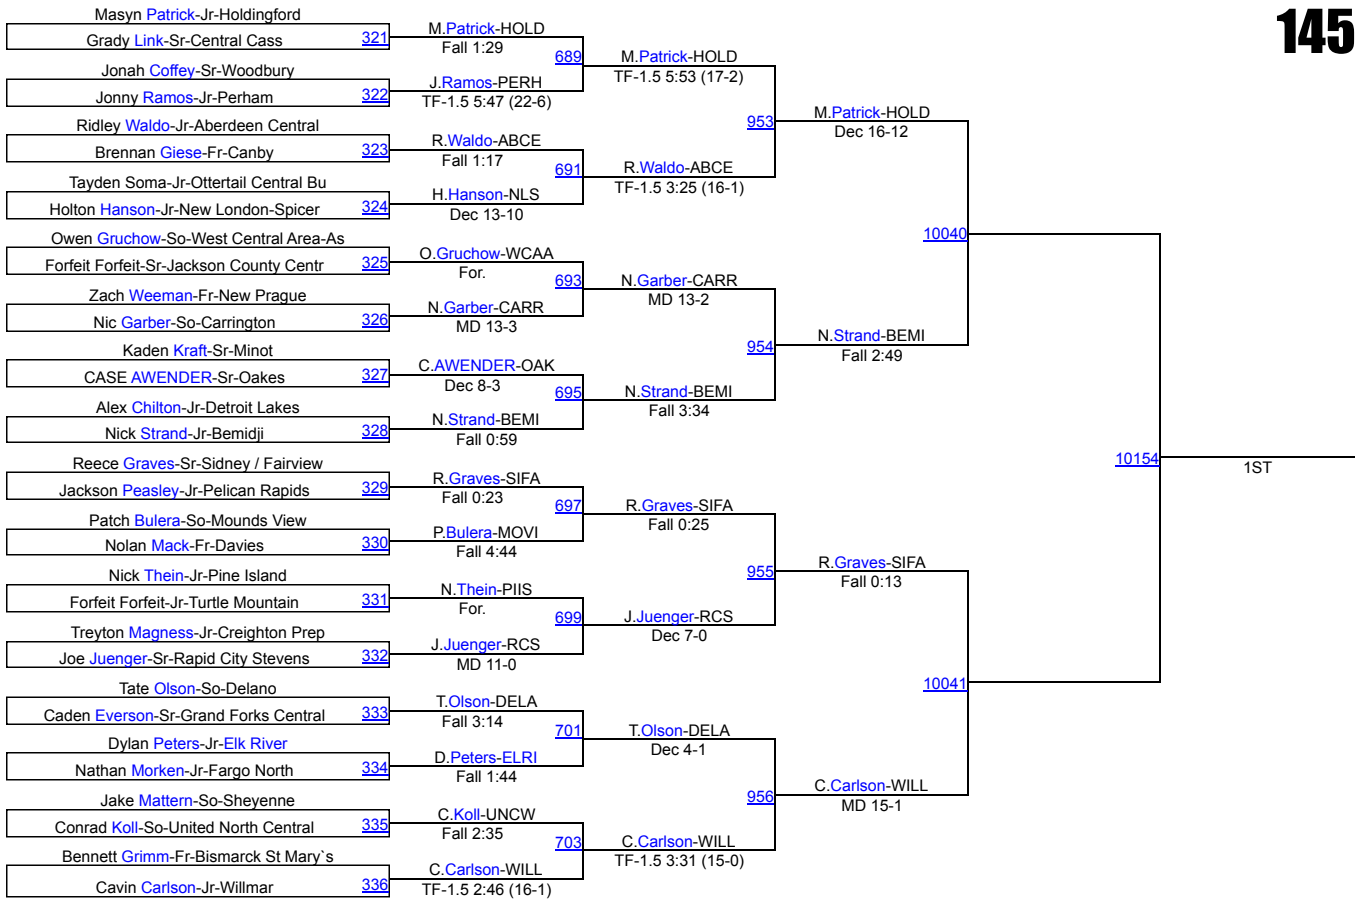 145
Masyn Patrick-Jr-Holdingford
Grady Link-Sr-Central Cass
321
Jonah Coffey-Sr-Woodbury
Jonny Ramos-Jr-Perham
322
Ridley Waldo-Jr-Aberdeen Central
Brennan Giese-Fr-Canby
323
Tayden Soma-Jr-Ottertail Central Bu
Holton Hanson-Jr-New London-Spicer
324
Owen Gruchow-So-West Central Area-As
Forfeit Forfeit-Sr-Jackson County Centr
325
Zach Weeman-Fr-New Prague
Nic Garber-So-Carrington
326
Kaden Kraft-Sr-Minot
CASE AWENDER-Sr-Oakes
327
Alex Chilton-Jr-Detroit Lakes
Nick Strand-Jr-Bemidji
328
Reece Graves-Sr-Sidney / Fairview
Jackson Peasley-Jr-Pelican Rapids
329
Patch Bulera-So-Mounds View
Nolan Mack-Fr-Davies
330
Nick Thein-Jr-Pine Island
Forfeit Forfeit-Jr-Turtle Mountain
331
Treyton Magness-Jr-Creighton Prep
Joe Juenger-Sr-Rapid City Stevens
332
Tate Olson-So-Delano
Caden Everson-Sr-Grand Forks Central
333
Dylan Peters-Jr-Elk River
Nathan Morken-Jr-Fargo North
334
Jake Mattern-So-Sheyenne
Conrad Koll-So-United North Central
335
Bennett Grimm-Fr-Bismarck St Mary`s
Cavin Carlson-Jr-Willmar
336
M.Patrick-HOLD
Fall 1:29
689
J.Ramos-PERH
TF-1.5 5:47 (22-6)
R.Waldo-ABCE
Fall 1:17
691
H.Hanson-NLS
Dec 13-10
O.Gruchow-WCAA
For.
693
N.Garber-CARR
MD 13-3
C.AWENDER-OAK
Dec 8-3
695
N.Strand-BEMI
Fall 0:59
R.Graves-SIFA
Fall 0:23
697
P.Bulera-MOVI
Fall 4:44
N.Thein-PIIS
For.
699
J.Juenger-RCS
MD 11-0
T.Olson-DELA
Fall 3:14
701
D.Peters-ELRI
Fall 1:44
C.Koll-UNCW
Fall 2:35
703
C.Carlson-WILL
TF-1.5 2:46 (16-1)
M.Patrick-HOLD
TF-1.5 5:53 (17-2)
953
R.Waldo-ABCE
TF-1.5 3:25 (16-1)
N.Garber-CARR
MD 13-2
954
N.Strand-BEMI
Fall 3:34
R.Graves-SIFA
Fall 0:25
955
J.Juenger-RCS
Dec 7-0
T.Olson-DELA
Dec 4-1
956
C.Carlson-WILL
TF-1.5 3:31 (15-0)
M.Patrick-HOLD
Dec 16-12
10040
N.Strand-BEMI
Fall 2:49
R.Graves-SIFA
Fall 0:13
10041
C.Carlson-WILL
MD 15-1
10154
1ST